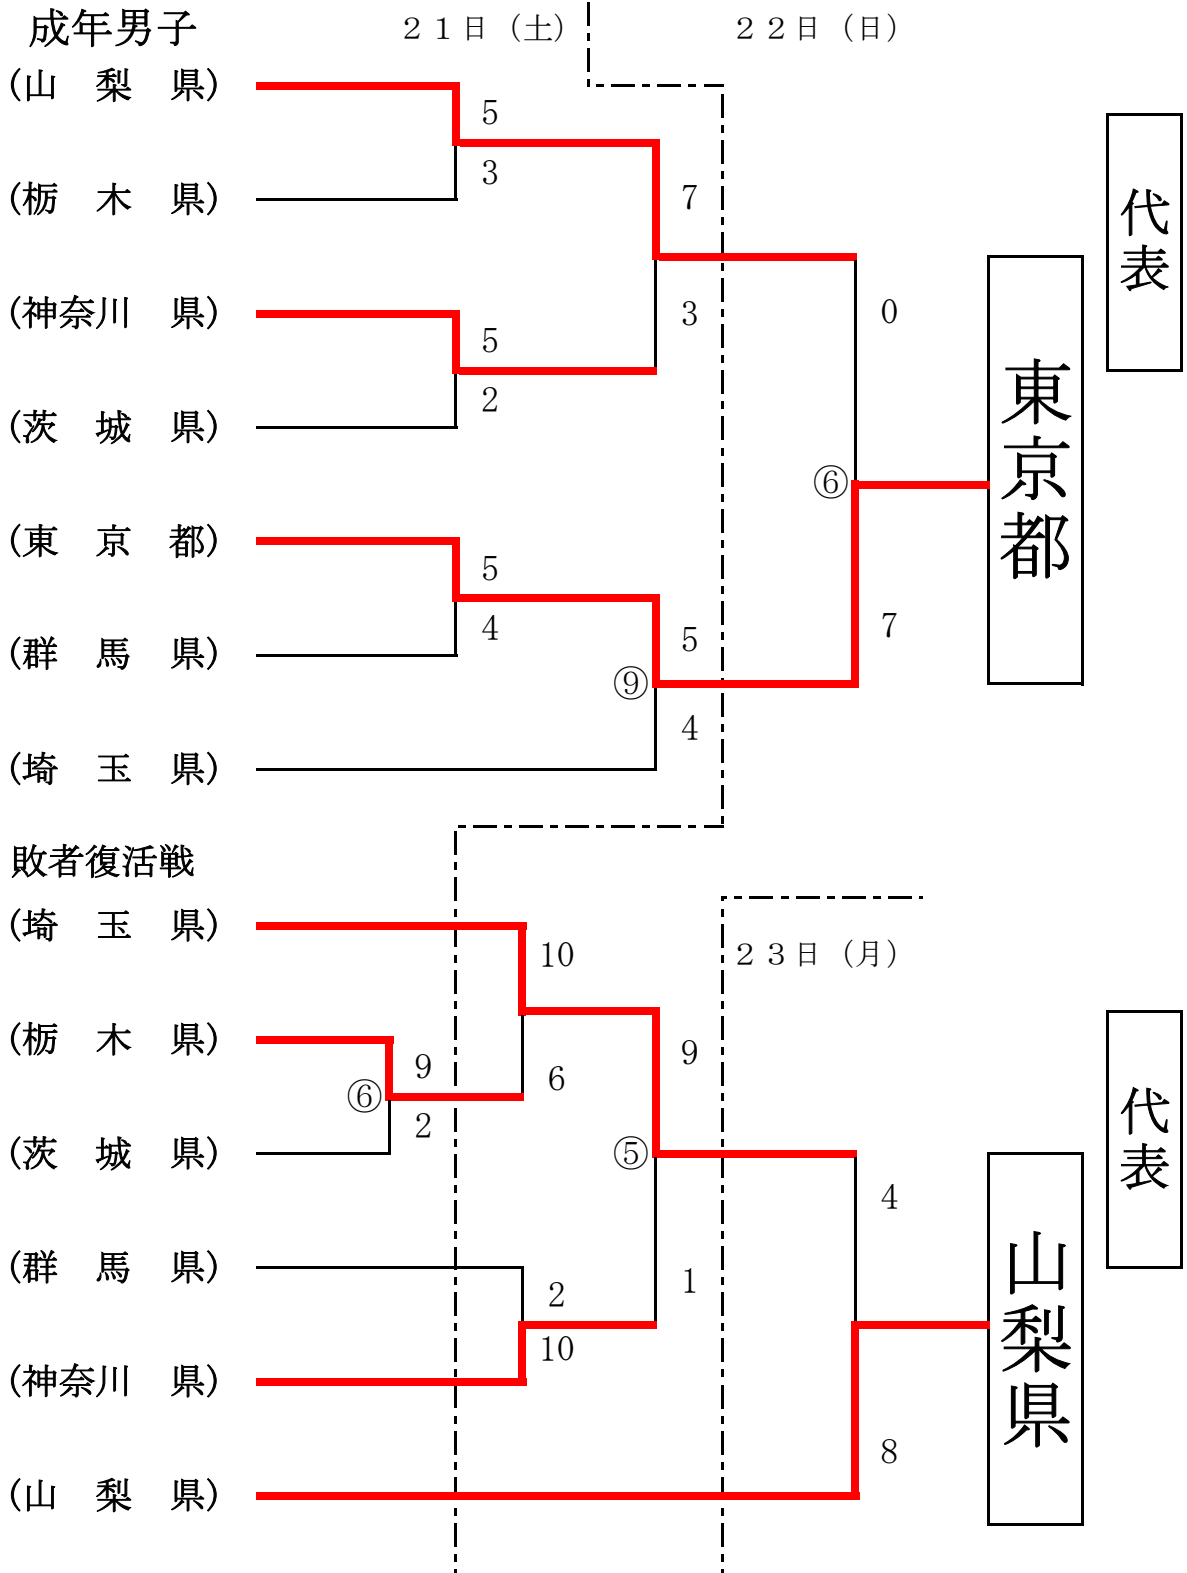 成年男子
２１日（土）
２２日（日）
(山 梨 県)
5
3
(栃 木 県)
7
(神奈川 県)
3
5
2
(茨 城 県)
0
代表
東京都
⑥
(東 京 都)
5
4
(群 馬 県)
5
7
⑨
4
(埼 玉 県)
敗者復活戦
(埼 玉 県)
10
２３日（月）
(栃 木 県)
9
⑥
2
6
9
(茨 城 県)
⑤
4
代表
山梨県
(群 馬 県)
2
1
10
(神奈川 県)
8
(山 梨 県)